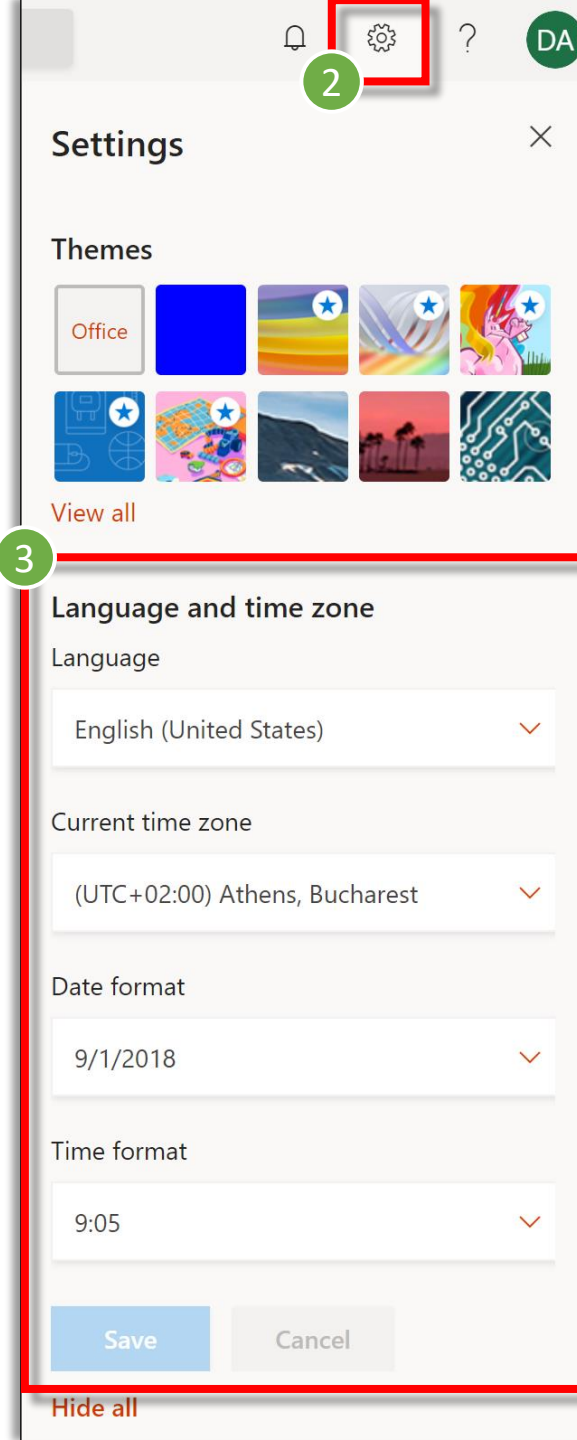 2
?
DA
Settings
Themes
Office
View all
3
Language and time zone
Language
English (United States)
Current time zone
(UTC+02:00) Athens, Bucharest
Date format
9/1/2018
Time format
9:05
Save Cancel
Hide all